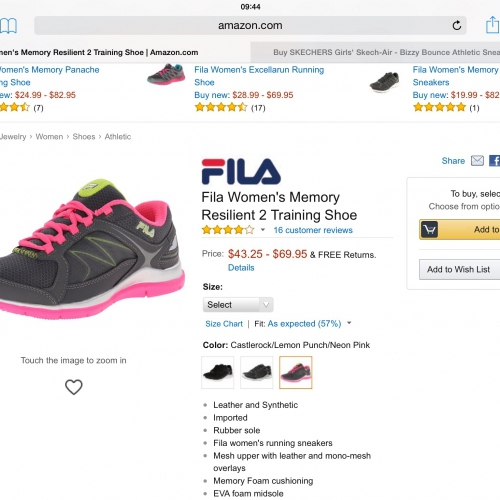 09:44
amazon.com
men's Memory Resilient 2 Training Shoe | Amazon.com
Buy SKECHERS Girls' Skech-Air - Bizzy Bounce Athletic Snea
Women's Memory Panache
ng Shoe
ew: $24.99 - $82.95
(7)
Fila Women's Excellarun Running
Shoe
Buy new: $28.99 - $69.95
(17)
Fila Women's Memory
Sneakers
Buy new: $19.99 - $82
(1)
Jewelry › Women › Shoes › Athletic
Share
FILA
Fila Women's Memory
Resilient 2 Training Shoe
16 customer reviews
Price: $43.25 - $69.95 & FREE Returns.
Details
Size:
Select
Size Chart | Fit: As expected (57%)
Color: Castlerock/Lemon Punch/Neon Pink
Leather and Synthetic
Imported
Rubber sole
Fila women's running sneakers
Mesh upper with leather and mono-mesh
overlays
Memory Foam cushioning
EVA foam midsole
To buy, selec
Choose from optio
Add to
Add to Wish List
FILA
Touch the image to zoom in